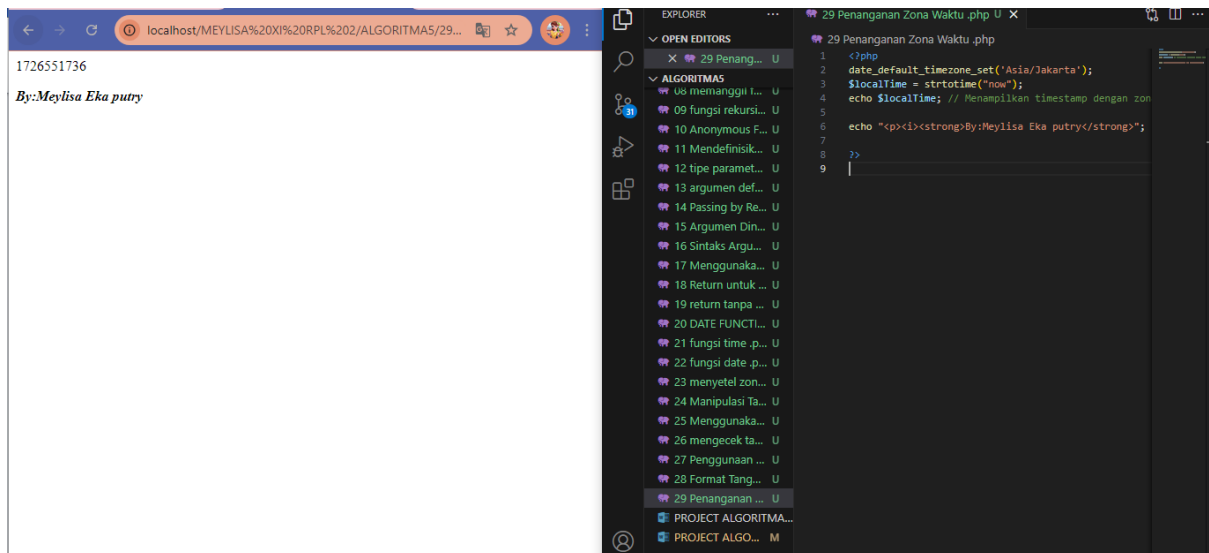 localhost/MEYLISA%20XI%20RPL%202/ALGORITMA5/29...
1726551736
By:Meylisa Eka putry
EXPLORER ...
OPEN EDITORS
29 Penang... U
ALGORITMA5
08 memanggil f... U
09 fungsi rekursi... U
10 Anonymous F... U
11 Mendefinisik... U
12 tipe paramet... U
13 argumen def... U
14 Passing by Re... U
15 Argumen Din... U
16 Sintaks Argu... U
17 Menggunaka... U
18 Return untuk ... U
19 return tanpa ... U
20 DATE FUNCTI... U
21 fungsi time .p... U
22 fungsi date .p... U
23 menyetel zon... U
24 Manipulasi Ta... U
25 Menggunaka... U
26 mengecek ta... U
27 Penggunaan ... U
28 Format Tang... U
29 Penanganan ... U
PROJECT ALGORITMA...
PROJECT ALGO... M
31
29 Penanganan Zona Waktu .php U
29 Penanganan Zona Waktu .php
1 <?php
2 date_default_timezone_set('Asia/Jakarta');
3 $localTime = strtotime("now");
4 echo $localTime; // Menampilkan timestamp dengan zon
5
6 echo "<p><i><strong>By:Meylisa Eka putry</strong>";
7
8 ?>
9